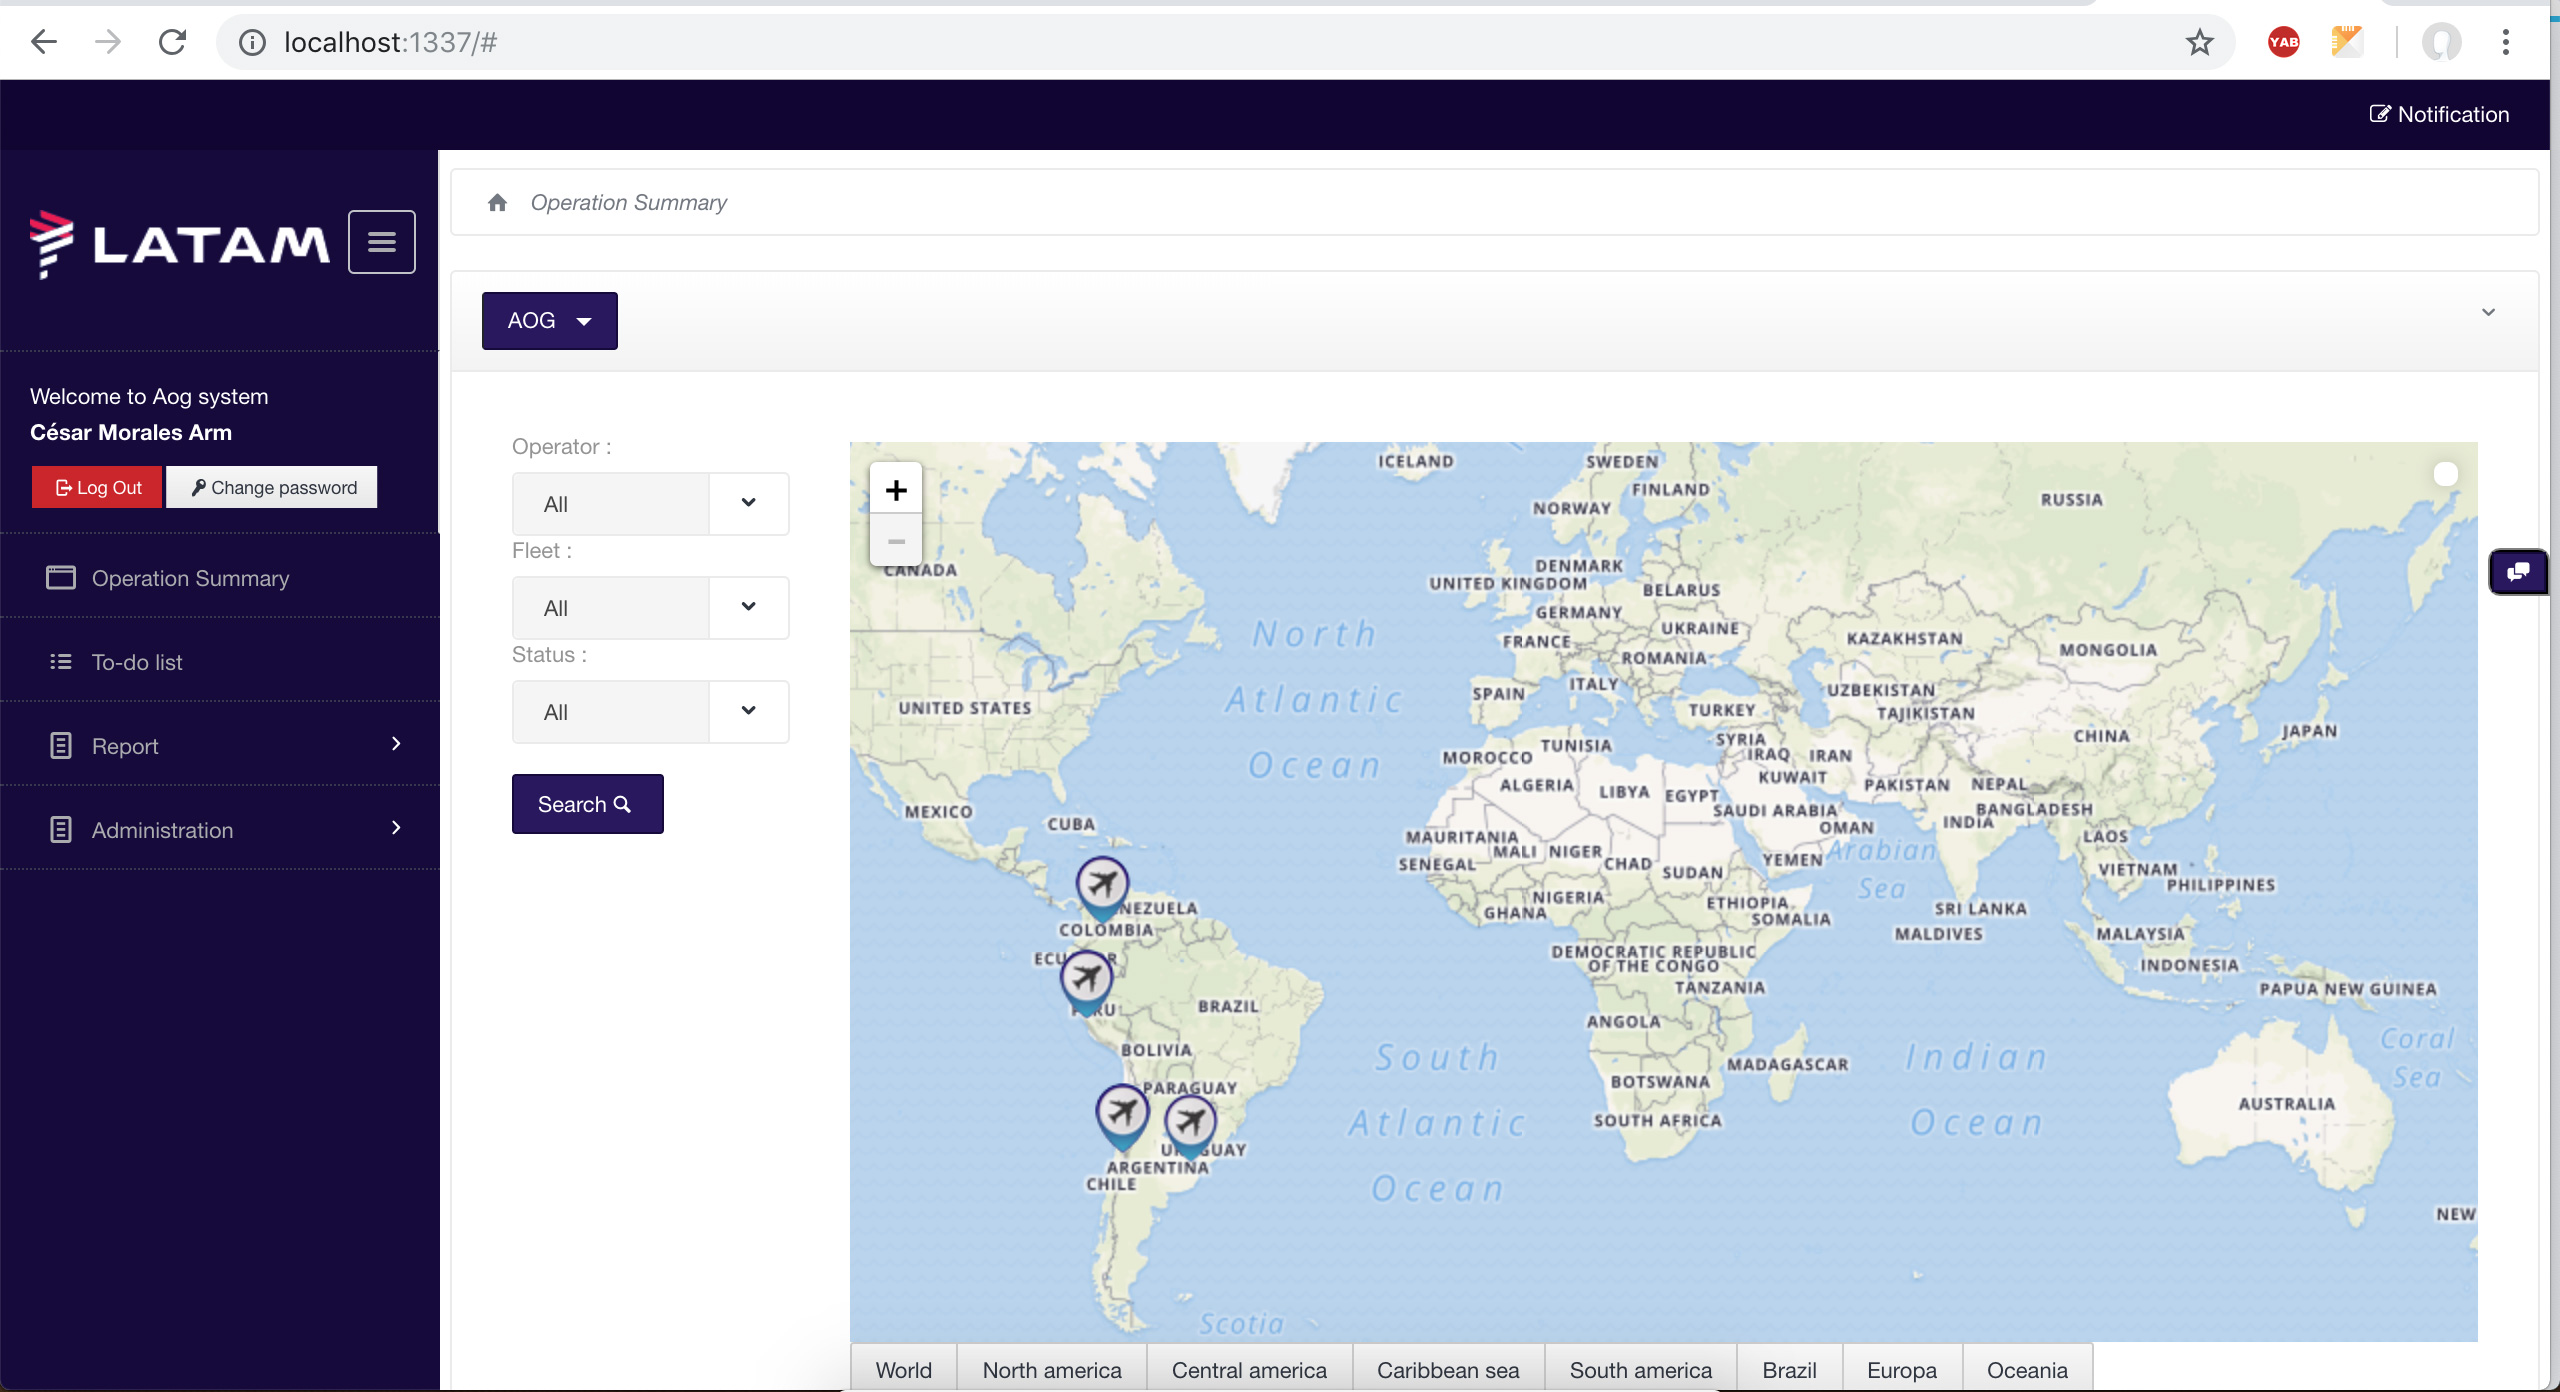 localhost:1337/#
YAB
Notification
LATAM
Operation Summary
AOG
Welcome to Aog system
César Morales Arm
Log Out
Change password
Operation Summary
To-do list
Report
Administration
Operator :
All
Fleet :
All
Status :
All
Search
+
−
ICELAND
SWEDEN
FINLAND
NORWAY
RUSSIA
CANADA
DENMARK
UNITED KINGDOM
BELARUS
GERMANY
UKRAINE
FRANCE
KAZAKHSTAN
ROMANIA
MONGOLIA
ITALY
SPAIN
UZBEKISTAN
UNITED STATES
TURKEY
TAJIKISTAN
North
Atlantic
Ocean
JAPAN
CHINA
SYRIA
TUNISIA
MOROCCO
IRAQ
IRAN
KUWAIT
ALGERIA
LIBYA
EGYPT
PAKISTAN
NEPAL
SAUDI ARABIA
BANGLADESH
MEXICO
CUBA
OMAN
INDIA
LAOS
MAURITANIA
MALI
NIGER
CHAD
SUDAN
YEMEN
Arabian
Sea
SENEGAL
VIETNAM
PHILIPPINES
NIGERIA
GHANA
ETHIOPIA
SOMALIA
SRI LANKA
NEZUELA
COLOMBIA
MALDIVES
MALAYSIA
DEMOCRATIC REPUBLIC
OF THE CONGO
INDONESIA
TANZANIA
PAPUA NEW GUINEA
BRAZIL
ANGOLA
BOLIVIA
South
Atlantic
Ocean
MADAGASCAR
Indian
Ocean
Coral
Sea
BOTSWANA
PARAGUAY
AUSTRALIA
SOUTH AFRICA
ARGENTINA
CHILE
NEW
Scotia
World
North america
Central america
Caribbean sea
South america
Brazil
Europa
Oceania